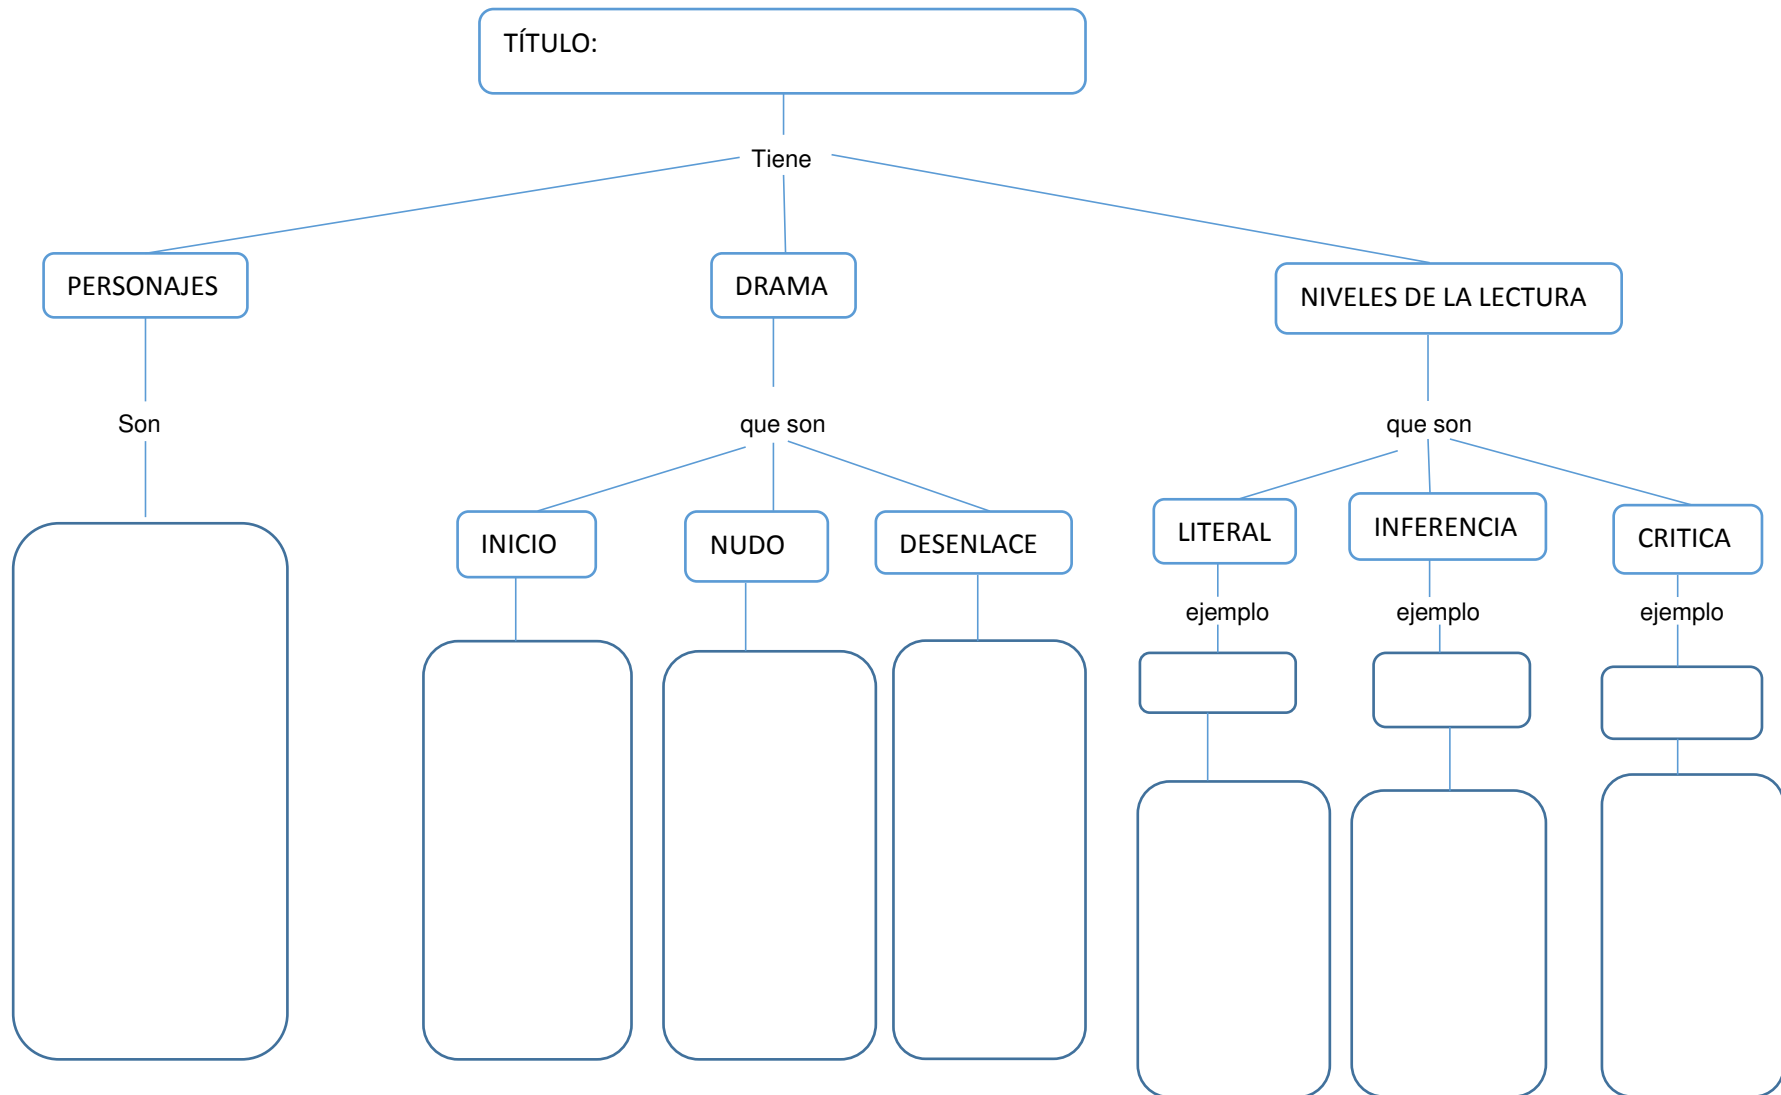 TÍTULO:
Tiene
PERSONAJES
DRAMA
NIVELES DE LA LECTURA
Son
que son
que son
INICIO
NUDO
DESENLACE
LITERAL
INFERENCIA
CRITICA
ejemplo
ejemplo
ejemplo